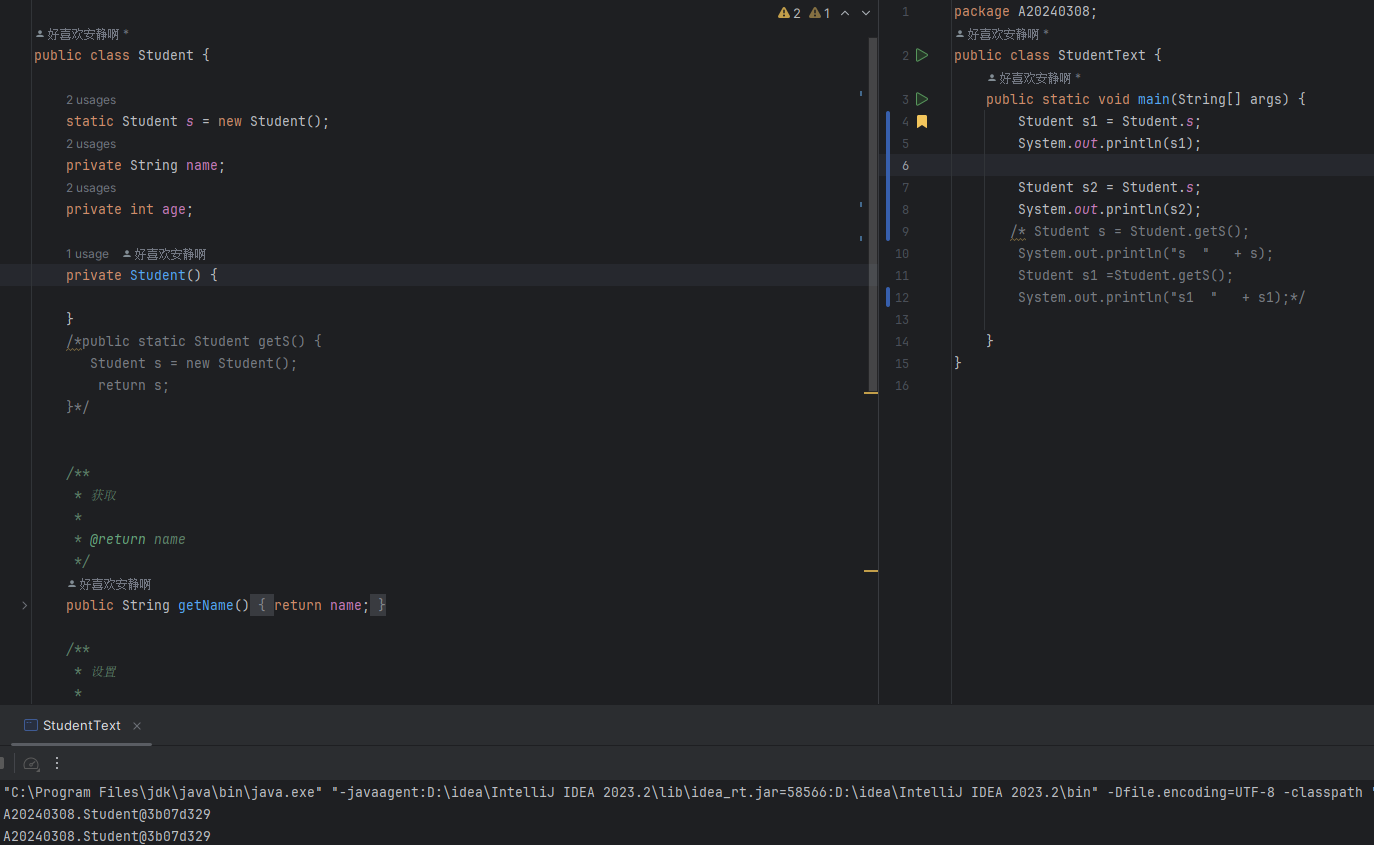 2 1
好喜欢安静啊 *
public class Student {
2 usages
static Student s = new Student();
2 usages
private String name;
2 usages
private int age;
1 usage 好喜欢安静啊
private Student() {
}
/*public static Student getS() {
Student s = new Student();
return s;
}*/
/**
* 获取
*
* @return name
*/
好喜欢安静啊
public String getName() { return name; }
/**
* 设置
*
1 package A20240308;
好喜欢安静啊 *
2 public class StudentText {
好喜欢安静啊 *
3 public static void main(String[] args) {
4 Student s1 = Student.s;
5 System.out.println(s1);
6
7 Student s2 = Student.s;
8 System.out.println(s2);
9 /* Student s = Student.getS();
10 System.out.println("s  "   + s);
11 Student s1 =Student.getS();
12 System.out.println("s1  "   + s1);*/
13
14 }
15 }
16
StudentText
"C:\Program Files\jdk\java\bin\java.exe" "-javaagent:D:\idea\IntelliJ IDEA 2023.2\lib\idea_rt.jar=58566:D:\idea\IntelliJ IDEA 2023.2\bin" -Dfile.encoding=UTF-8 -classpath
A20240308.Student@3b07d329
A20240308.Student@3b07d329